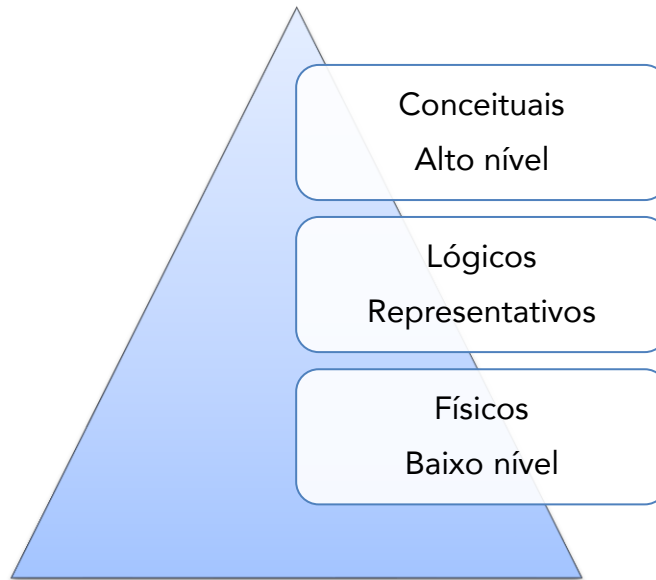 Conceituais
Alto nível
Lógicos
Representativos
Físicos
Baixo nível